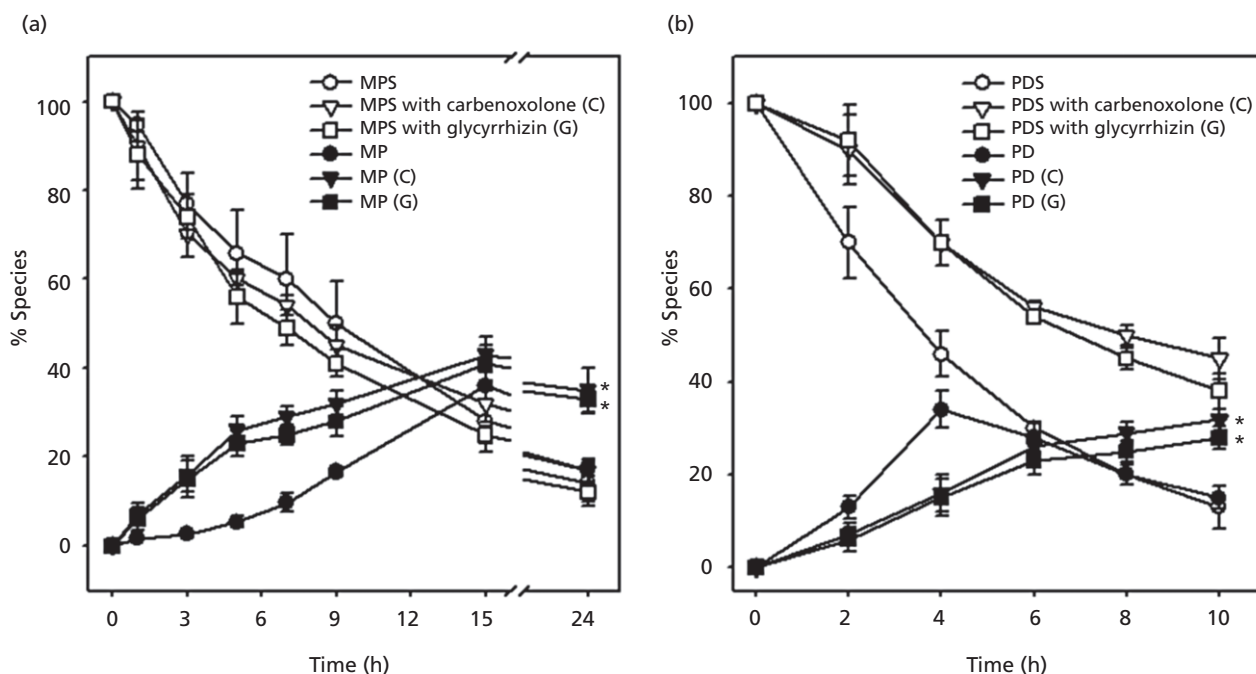 (a)
MPS
MPS with carbenoxolone (C)
MPS with glycyrrhizin (G)
MP
MP (C)
MP (G)
100
80
60
40
20
0
% Species
*
*
0 3 6 9 12 15 24
Time (h)
(b)
PDS
PDS with carbenoxolone (C)
PDS with glycyrrhizin (G)
PD
PD (C)
PD (G)
100
80
60
40
20
0
% Species
*
*
0 2 4 6 8 10
Time (h)